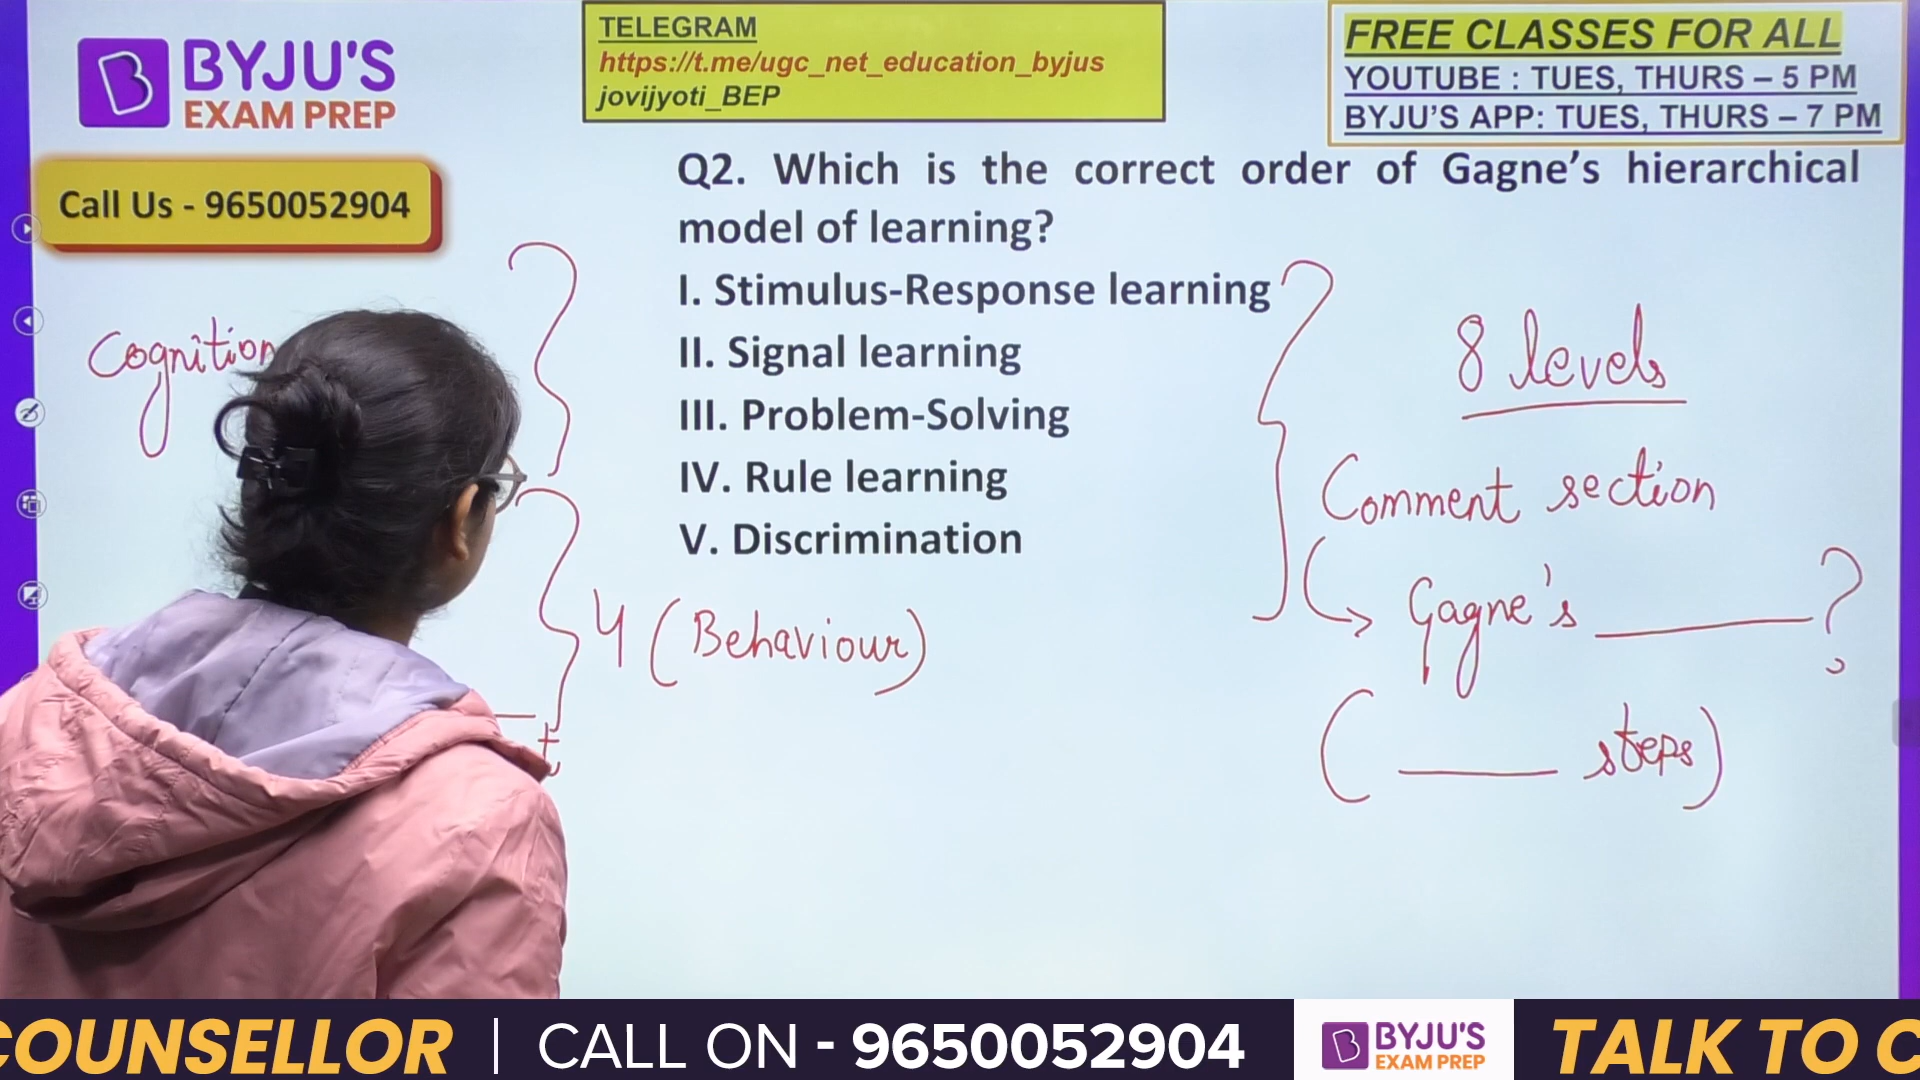 BYJU'S
EXAM PREP
TELEGRAM
https://t.me/ugc_net_education_byjus
jovijyoti_BEP
FREE CLASSES FOR ALL
YOUTUBE : TUES, THURS – 5 PM
BYJU'S APP: TUES, THURS – 7 PM
Call Us - 9650052904
Q2. Which is the correct order of Gagne's hierarchical
model of learning?
I. Stimulus-Response learning
II. Signal learning
III. Problem-Solving
IV. Rule learning
V. Discrimination
Cognition
4 (Behaviour)
8 levels
Comment section
Gagne's ______ ?
( ____ steps)
COUNSELLOR | CALL ON - 9650052904
BYJU'S
EXAM PREP
TALK TO C